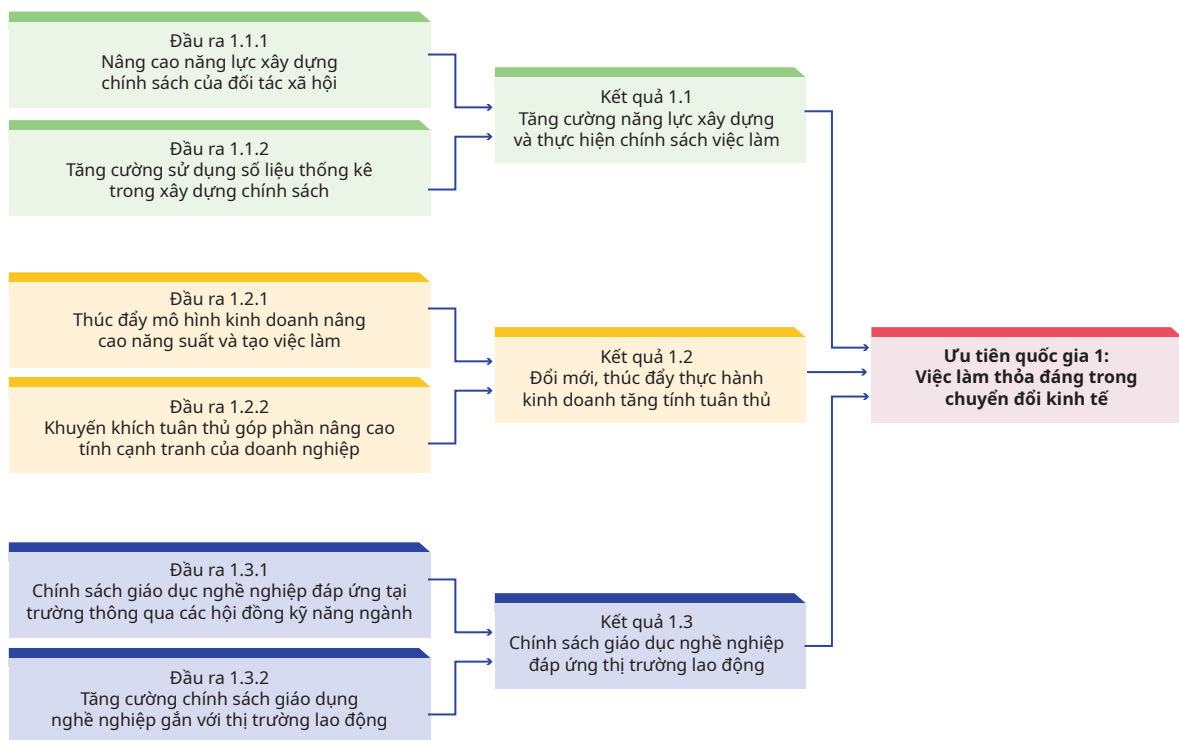 Đầu ra 1.1.1
Nâng cao năng lực xây dựng
chính sách của đối tác xã hội
Đầu ra 1.1.2
Tăng cường sử dụng số liệu thống kê
trong xây dựng chính sách
Kết quả 1.1
Tăng cường năng lực xây dựng
và thực hiện chính sách việc làm
Đầu ra 1.2.1
Thúc đẩy mô hình kinh doanh nâng
cao năng suất và tạo việc làm
Đầu ra 1.2.2
Khuyến khích tuân thủ góp phần nâng cao
tính cạnh tranh của doanh nghiệp
Kết quả 1.2
Đổi mới, thúc đẩy thực hành
kinh doanh tăng tính tuân thủ
Ưu tiên quốc gia 1:
Việc làm thỏa đáng trong
chuyển đổi kinh tế
Đầu ra 1.3.1
Chính sách giáo dục nghề nghiệp đáp ứng tại
trường thông qua các hội đồng kỹ năng ngành
Đầu ra 1.3.2
Tăng cường chính sách giáo dụng
nghề nghiệp gắn với thị trường lao động
Kết quả 1.3
Chính sách giáo dục nghề nghiệp
đáp ứng thị trường lao động